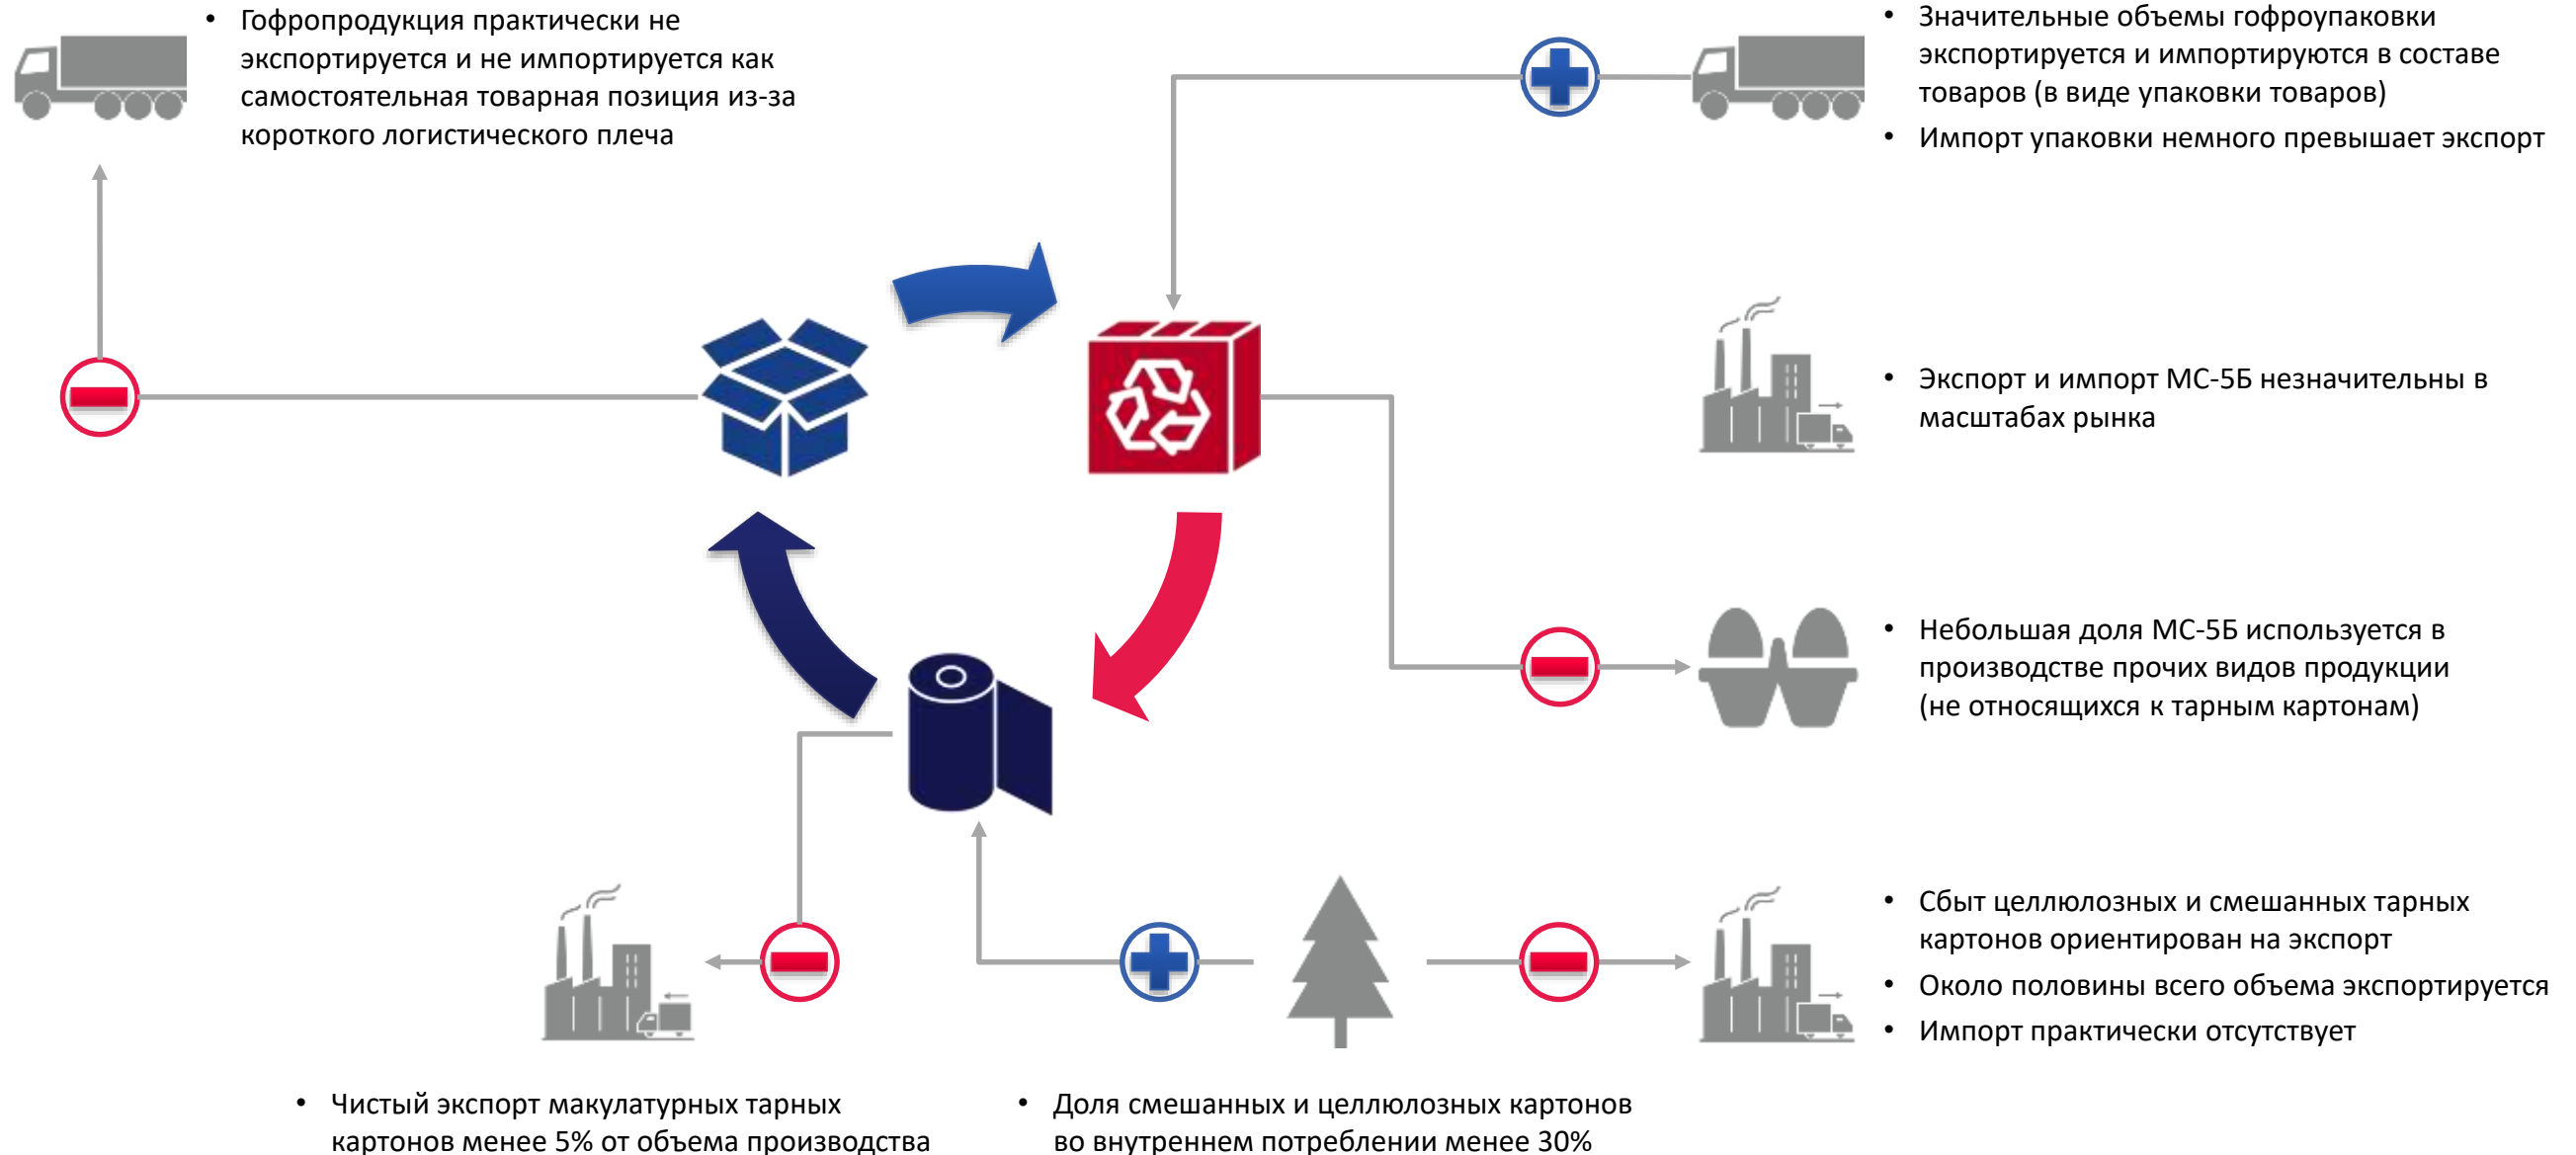 • Гофропродукция практически не
экспортируется и не импортируется как
самостоятельная товарная позиция из-за
короткого логистического плеча
• Значительные объемы гофроупаковки
экспортируется и импортируются в составе
товаров (в виде упаковки товаров)
• Импорт упаковки немного превышает экспорт
• Экспорт и импорт МС-5Б незначительны в
масштабах рынка
• Небольшая доля МС-5Б используется в
производстве прочих видов продукции
(не относящихся к тарным картонам)
• Сбыт целлюлозных и смешанных тарных
картонов ориентирован на экспорт
• Около половины всего объема экспортируется
• Импорт практически отсутствует
• Чистый экспорт макулатурных тарных
картонов менее 5% от объема производства
• Доля смешанных и целлюлозных картонов
во внутреннем потреблении менее 30%